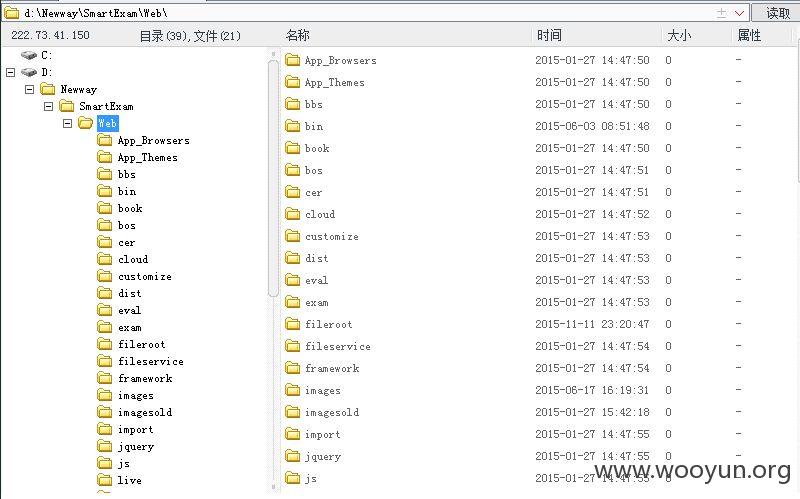 d:\Newway\SmartExam\Web\ 读取
222.73.41.150 目录(39),文件(21) 名称 时间 大小 属性
C:
D:
Newway
SmartExam
Web
App_Browsers
App_Themes
bbs
bin
book
bos
cer
cloud
customize
dist
eval
exam
fileroot
fileservice
framework
images
imagesold
import
jquery
js
live
App_Browsers 2015-01-27 14:47:50 0 -
App_Themes 2015-01-27 14:47:50 0 -
bbs 2015-01-27 14:47:50 0 -
bin 2015-06-03 08:51:48 0 -
book 2015-01-27 14:47:50 0 -
bos 2015-01-27 14:47:51 0 -
cer 2015-01-27 14:47:51 0 -
cloud 2015-01-27 14:47:52 0 -
customize 2015-01-27 14:47:53 0 -
dist 2015-01-27 14:47:53 0 -
eval 2015-01-27 14:47:53 0 -
exam 2015-01-27 14:47:53 0 -
fileroot 2015-11-11 23:20:47 0 -
fileservice 2015-01-27 14:47:54 0 -
framework 2015-01-27 14:47:54 0 -
images 2015-06-17 16:19:31 0 -
imagesold 2015-01-27 15:42:18 0 -
import 2015-01-27 14:47:55 0 -
jquery 2015-01-27 14:47:55 0 -
js 2015-01-27 14:47:55 0 -
www.wooyun.org